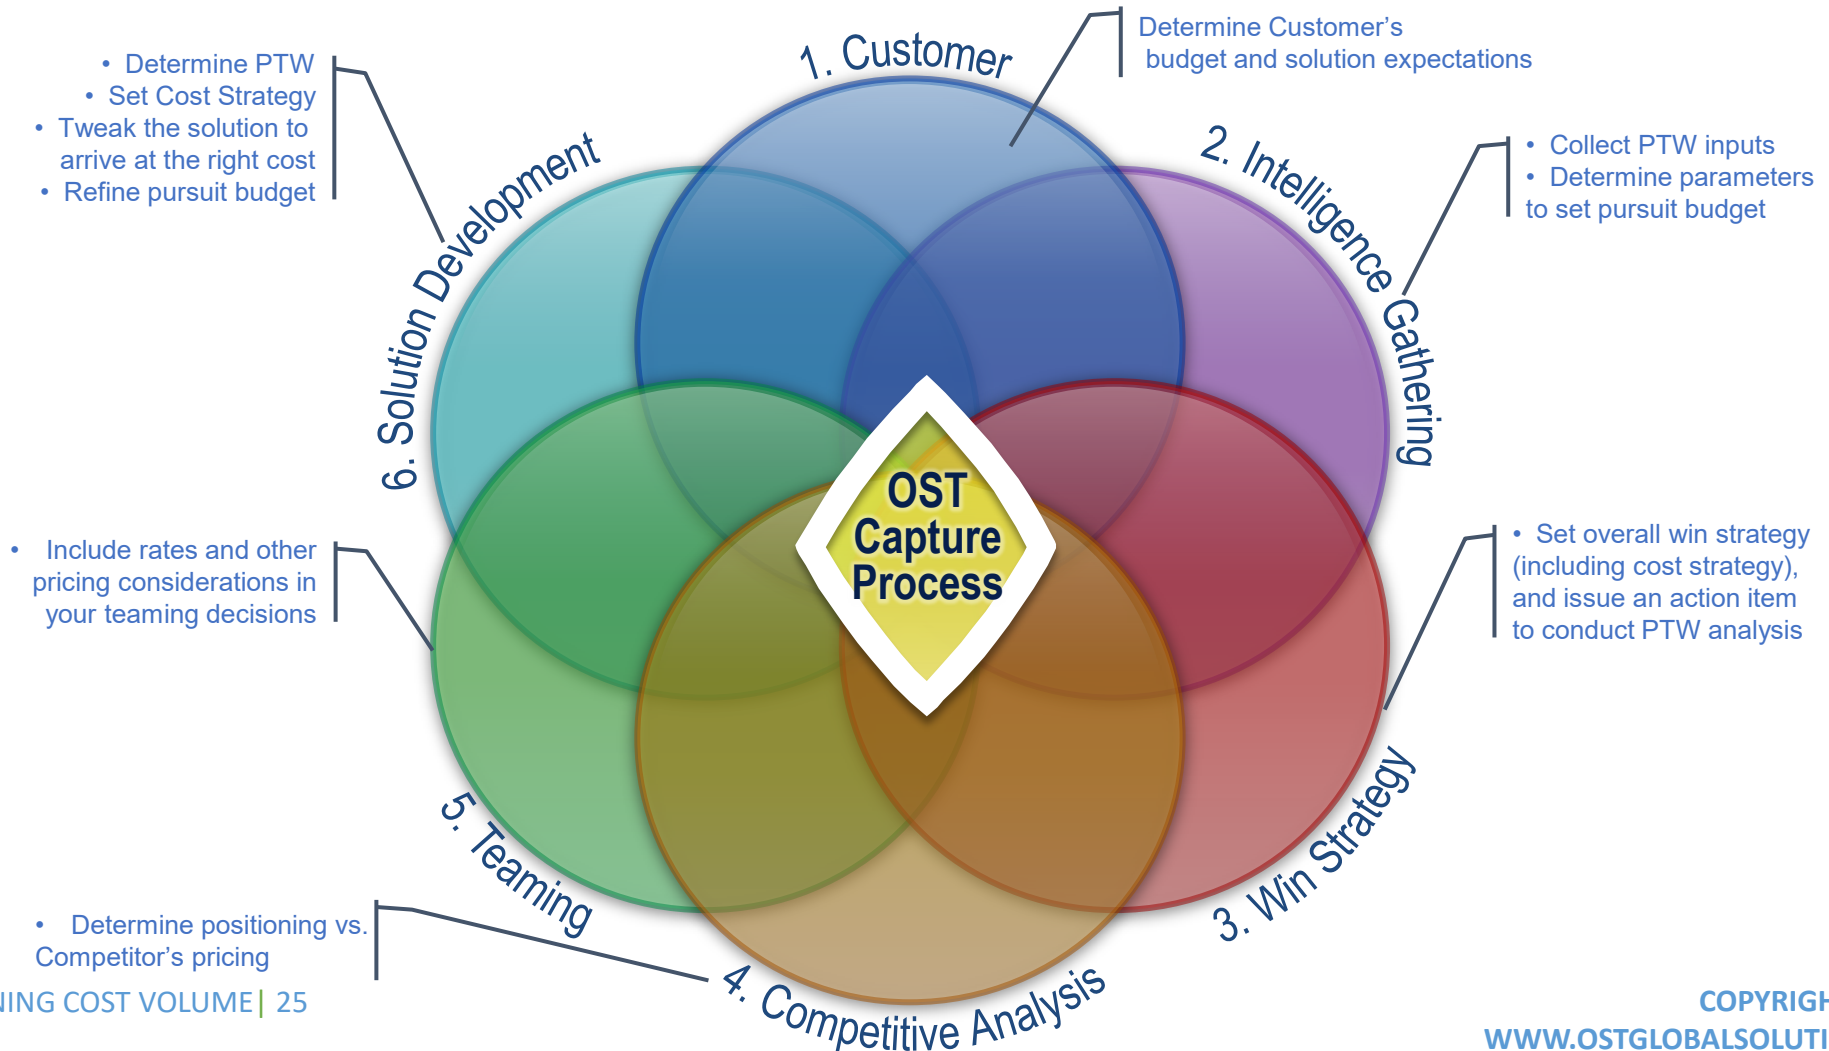 1. Customer
Determine Customer’s
budget and solution expectations
2. Intelligence Gathering
• Collect PTW inputs
• Determine parameters
to set pursuit budget
3. Win Strategy
• Set overall win strategy
(including cost strategy),
and issue an action item
to conduct PTW analysis
4. Competitive Analysis
• Determine positioning vs.
Competitor’s pricing
5. Teaming
• Include rates and other
pricing considerations in
your teaming decisions
6. Solution Development
• Determine PTW
• Set Cost Strategy
• Tweak the solution to
arrive at the right cost
• Refine pursuit budget
OST
Capture
Process
NING COST VOLUME| 25
COPYRIGH
WWW.OSTGLOBALSOLUTI